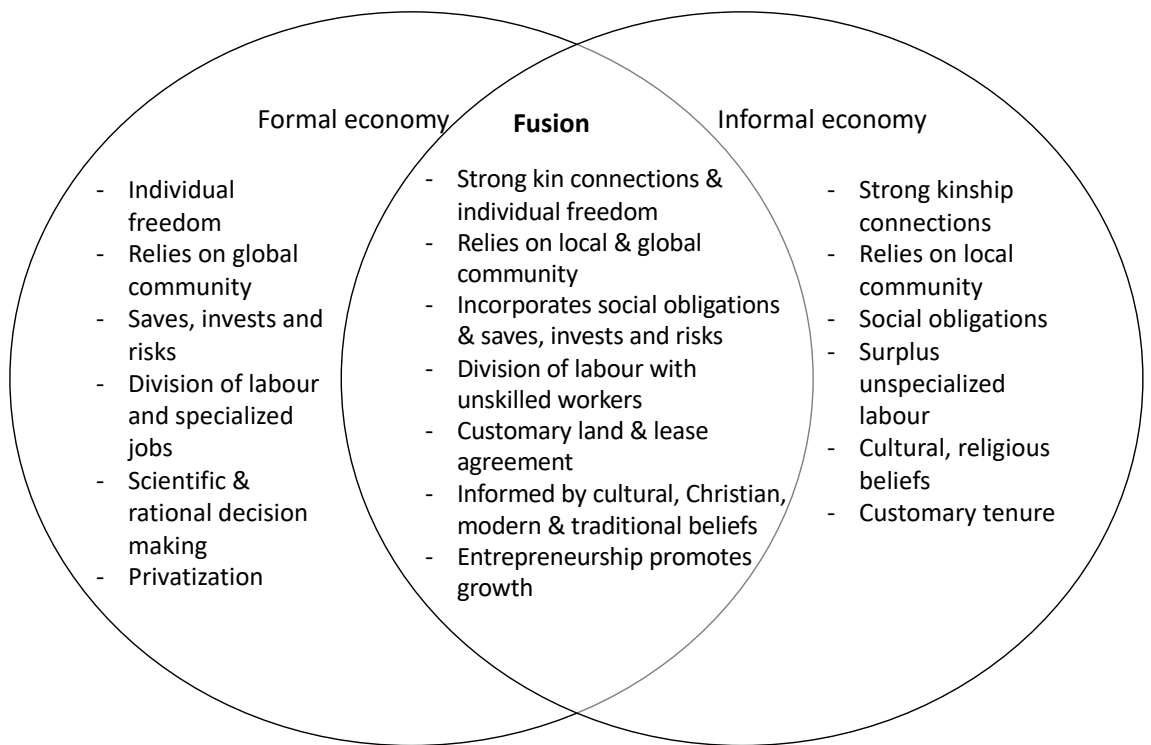 Formal economy
- Individual
freedom
- Relies on global
community
- Saves, invests and
risks
- Division of labour
and specialized
jobs
- Scientific &
rational decision
making
- Privatization
Fusion
- Strong kin connections &
individual freedom
- Relies on local & global
community
- Incorporates social obligations
& saves, invests and risks
- Division of labour with
unskilled workers
- Customary land & lease
agreement
- Informed by cultural, Christian,
modern & traditional beliefs
- Entrepreneurship promotes
growth
Informal economy
- Strong kinship
connections
- Relies on local
community
- Social obligations
- Surplus
unspecialized
labour
- Cultural, religious
beliefs
- Customary tenure